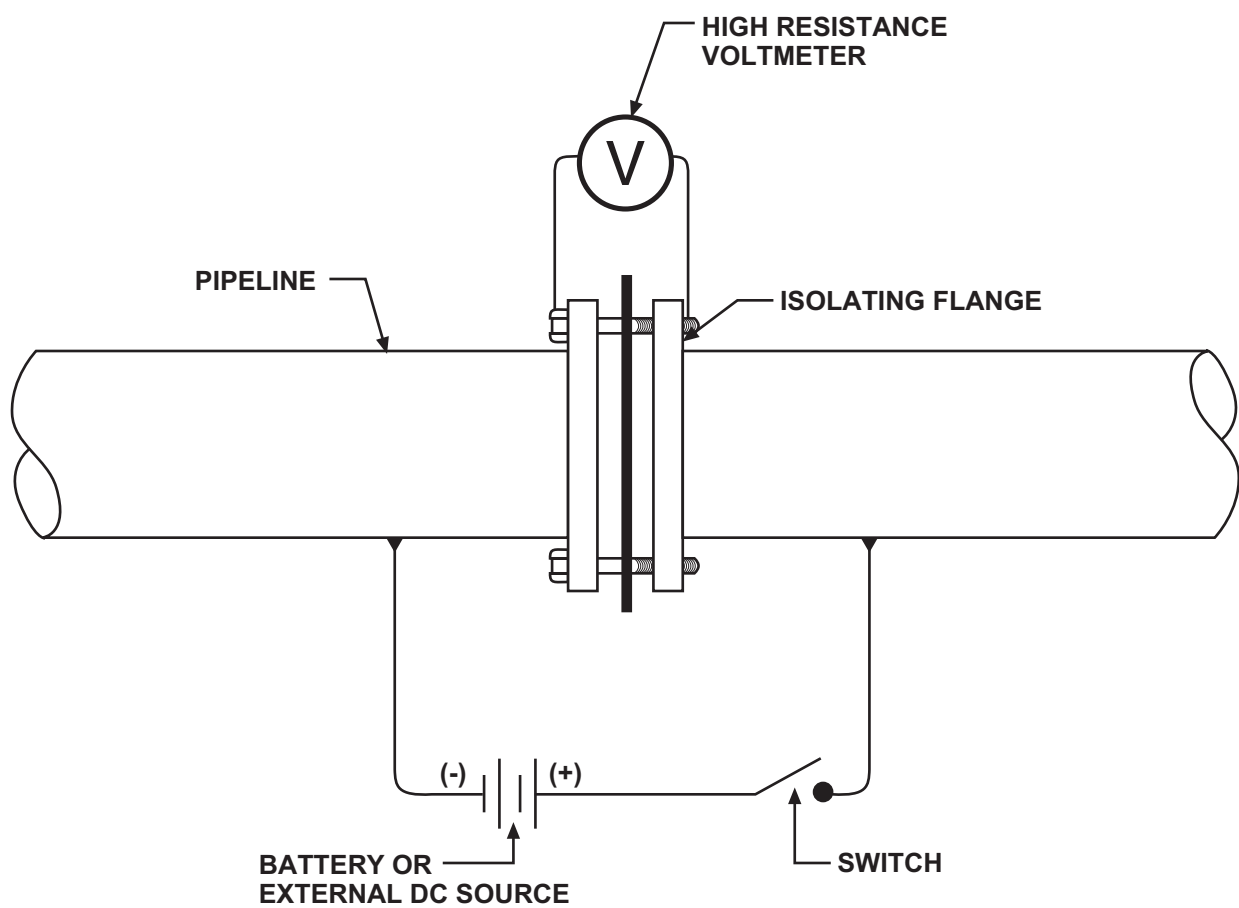 HIGH RESISTANCE
VOLTMETER
V
PIPELINE
ISOLATING FLANGE
(-)
(+)
BATTERY OR
EXTERNAL DC SOURCE
SWITCH